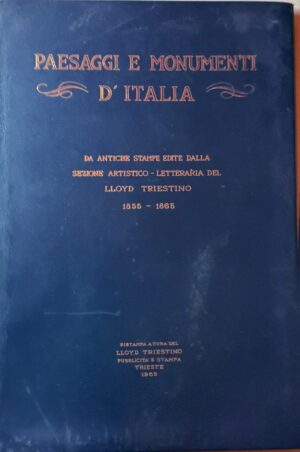 PAESAGGI E MONUMENTI
D'ITALIA
DA ANTICHE STAMPE EDITE DALLA
SEZIONE ARTISTICO - LETTERARIA DEL
LLOYD TRIESTINO
1855 - 1865
RISTAMPA A CURA DEL
LLOYD TRIESTINO
PUBBLICITÀ E STAMPA
TRIESTE
1965